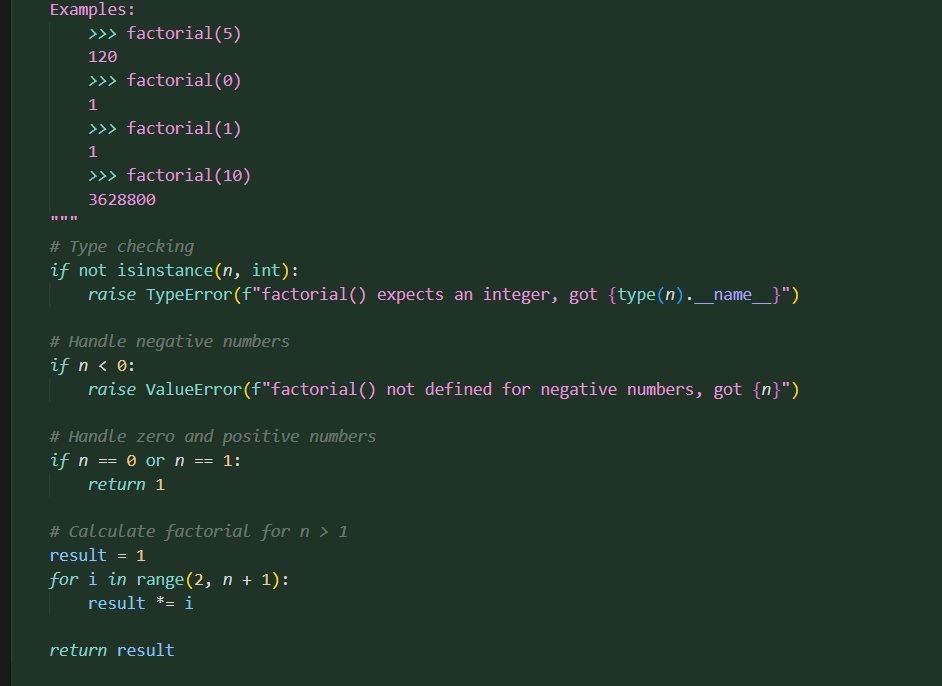 Examples:
    >>> factorial(5)
    120
    >>> factorial(0)
    1
    >>> factorial(1)
    1
    >>> factorial(10)
    3628800
"""
# Type checking
if not isinstance(n, int):
    raise TypeError(f"factorial() expects an integer, got {type(n).__name__}")

# Handle negative numbers
if n < 0:
    raise ValueError(f"factorial() not defined for negative numbers, got {n}")

# Handle zero and positive numbers
if n == 0 or n == 1:
    return 1

# Calculate factorial for n > 1
result = 1
for i in range(2, n + 1):
    result *= i

return result